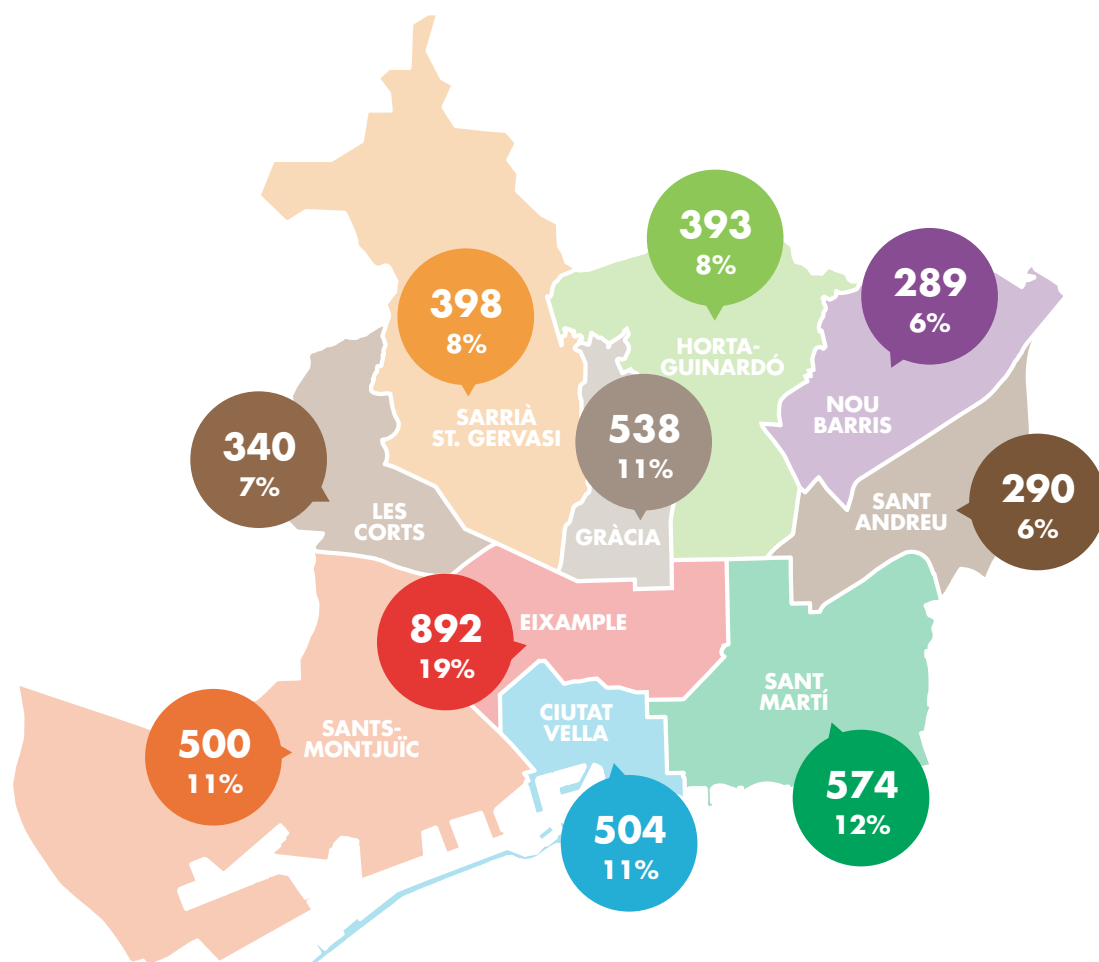 393
8%
289
6%
398
8%
HORTA-
GUINARDÓ
NOU
BARRIS
SARRIÀ
ST. GERVASI
538
11%
340
7%
LES
CORTS
GRÀCIA
SANT
ANDREU
290
6%
892
19%
EIXAMPLE
SANT
MARTÍ
CIUTAT
VELLA
SANTS-
MONTJUÏC
500
11%
574
12%
504
11%